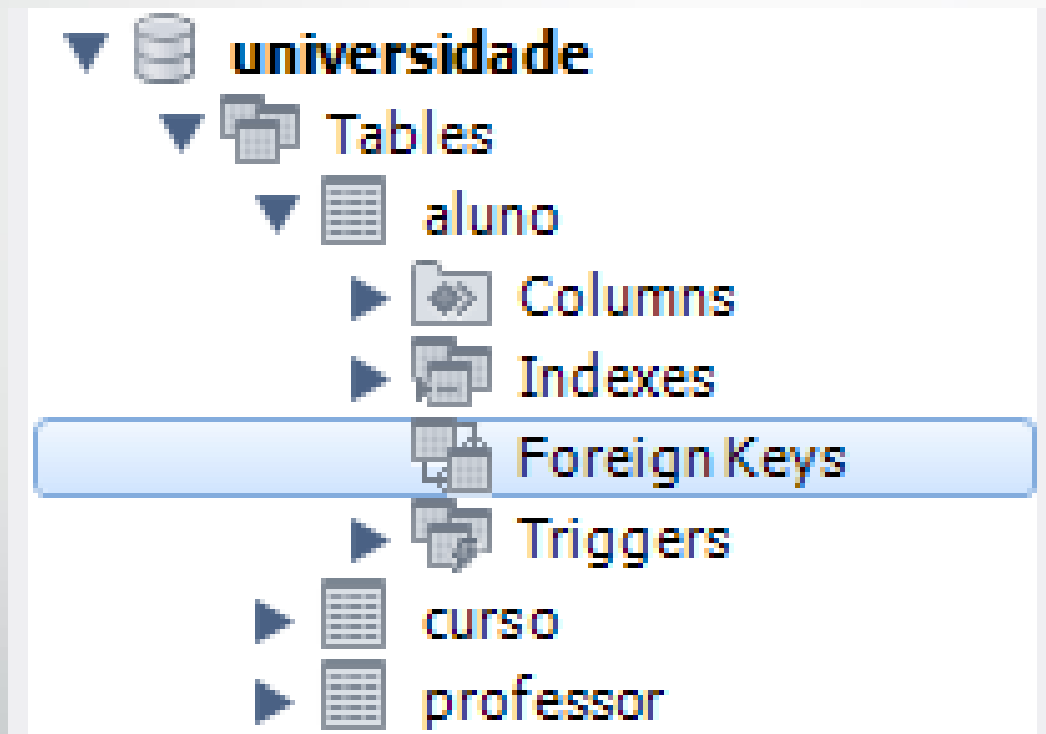 universidade
Tables
aluno
Columns
Indexes
Foreign Keys
Triggers
curso
professor